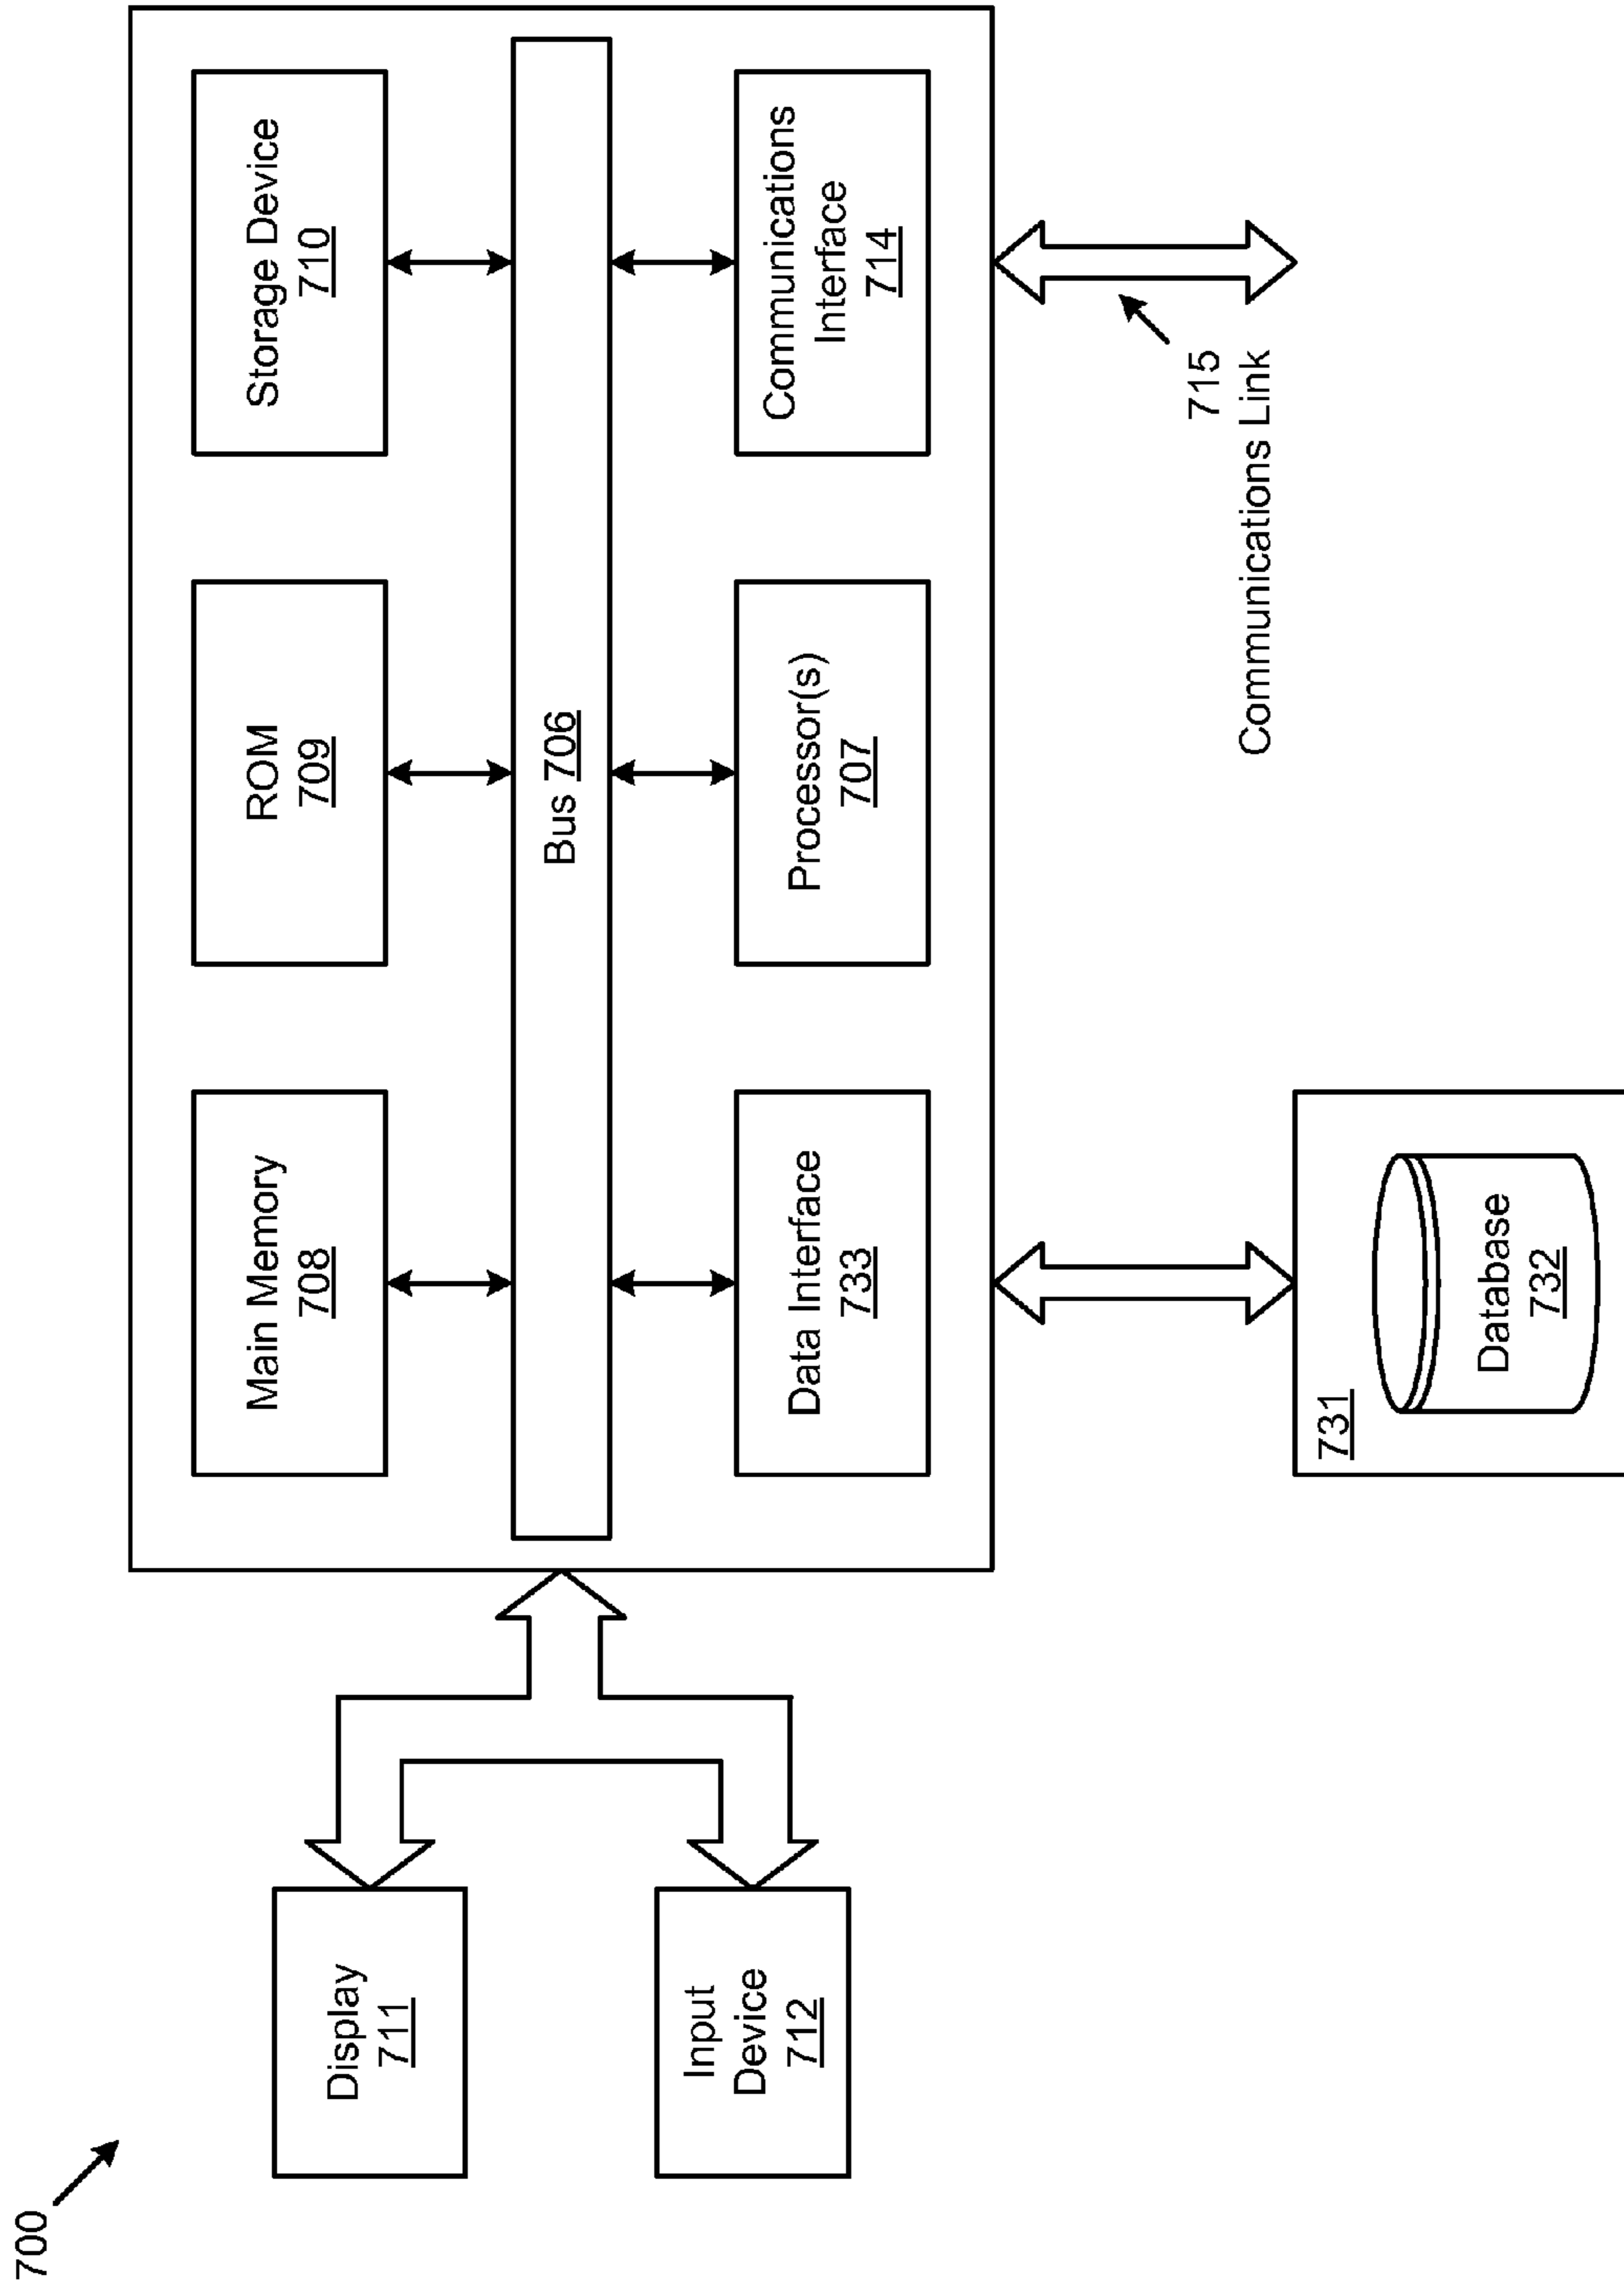 700
Display
711
Input
Device
712
Main Memory
708
ROM
709
Storage Device
710
Bus 706
Data Interface
733
Processor(s)
707
Communications
Interface
714
715
Communications Link
731
Database
732